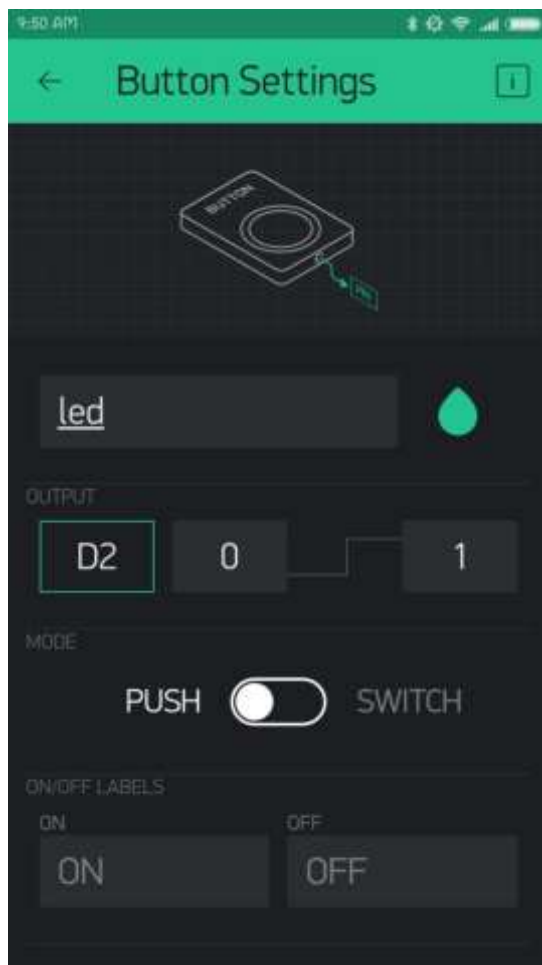 9:50 AM
Button Settings
i
BUTTON
PIN
led
OUTPUT
D2 0 1
MODE
PUSH SWITCH
ON/OFF LABELS
ON OFF
ON OFF